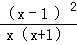 (x-1)²
x(x+1)